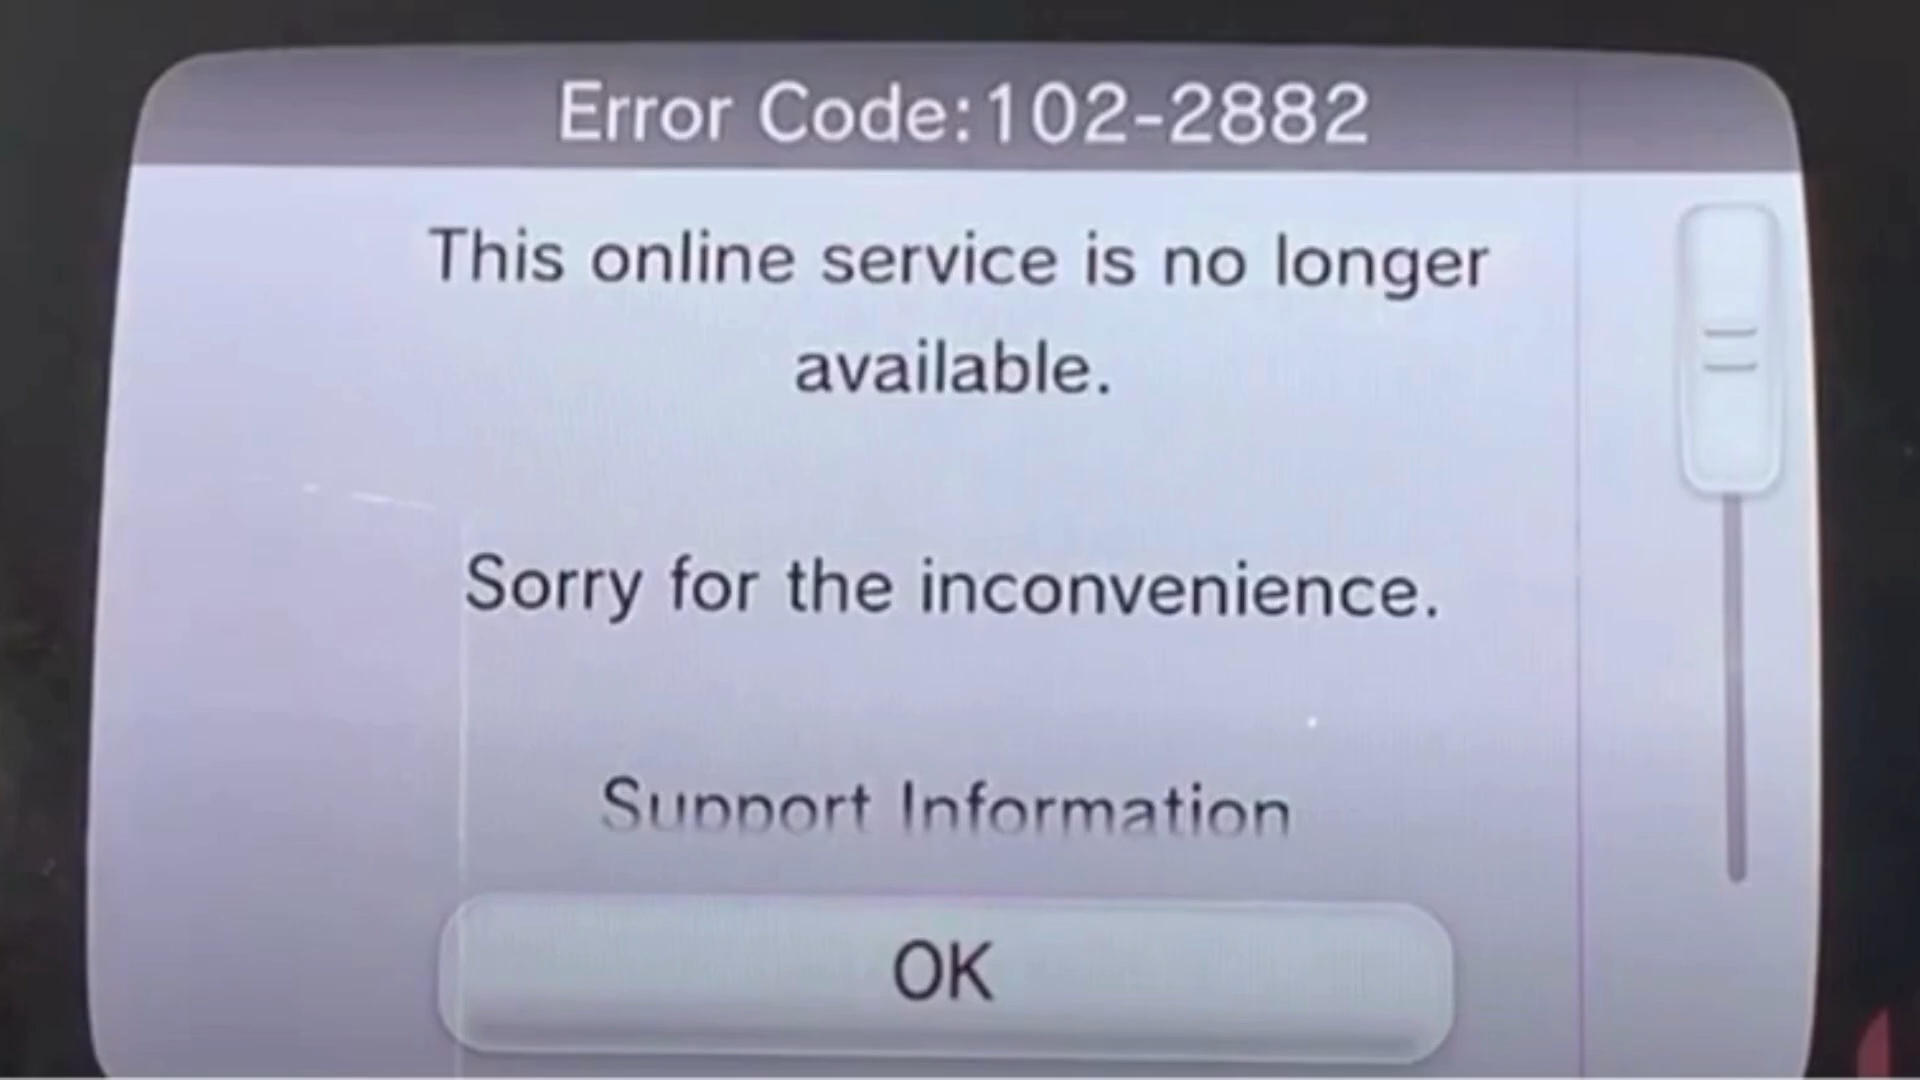 Error Code:102-2882
This online service is no longer
available.
Sorry for the inconvenience.
Support Information
OK